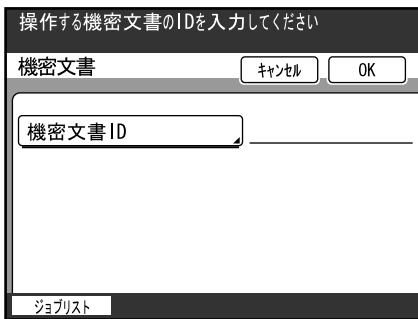 操作する機密文書のIDを入力してください
機密文書
キャンセル
OK
機密文書ID
ジョブリスト